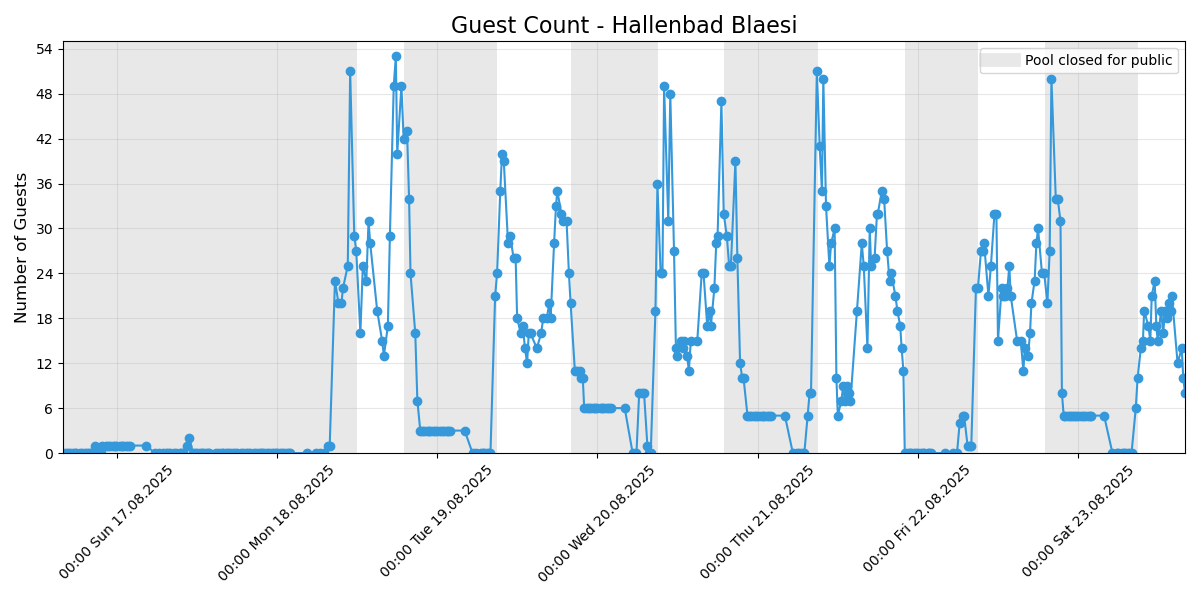 Guest Count - Hallenbad Blaesi
Pool closed for public
Number of Guests
54
48
42
36
30
24
18
12
6
0
00:00 Sun 17.08.2025
00:00 Mon 18.08.2025
00:00 Tue 19.08.2025
00:00 Wed 20.08.2025
00:00 Thu 21.08.2025
00:00 Fri 22.08.2025
00:00 Sat 23.08.2025